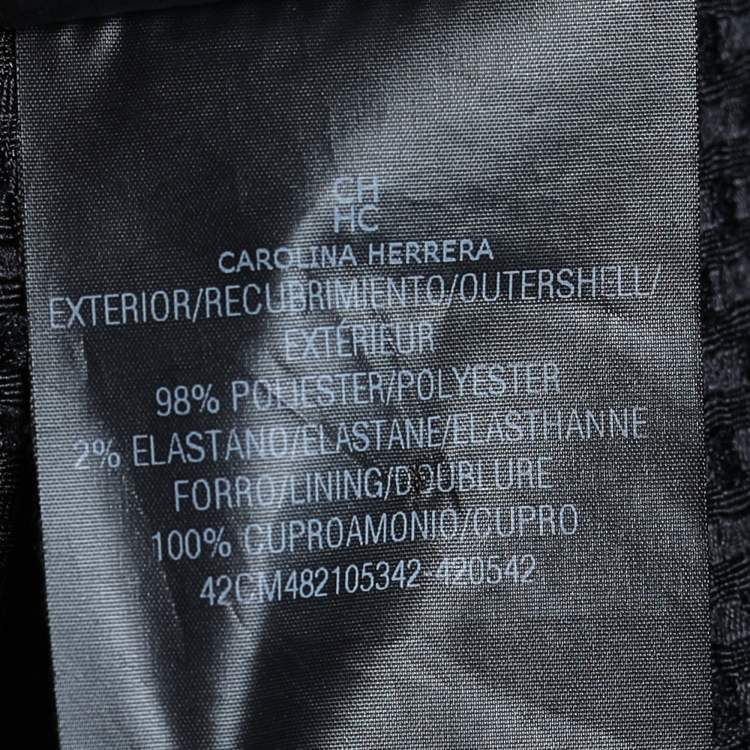 CH
HC
CAROLINA HERRERA
EXTERIOR/RECUBRIMIENTO/OUTERSHELL/
EXTÉRIEUR
98% POLIESTER/POLYESTER
2% ELASTANO/ELASTANE/ELASTHANNE
FORRO/LINING/DOUBLURE
100% CUPROAMONIO/CUPRO
42CM482105342-420542